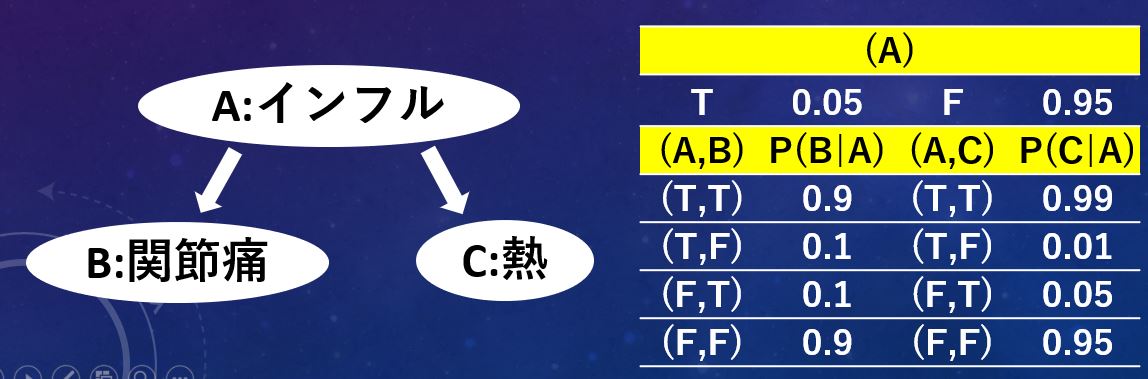 A:インフル
B:関節痛
C:熱
(A)
T 0.05 F 0.95
(A,B) P(B|A) (A,C) P(C|A)
(T,T) 0.9 (T,T) 0.99
(T,F) 0.1 (T,F) 0.01
(F,T) 0.1 (F,T) 0.05
(F,F) 0.9 (F,F) 0.95